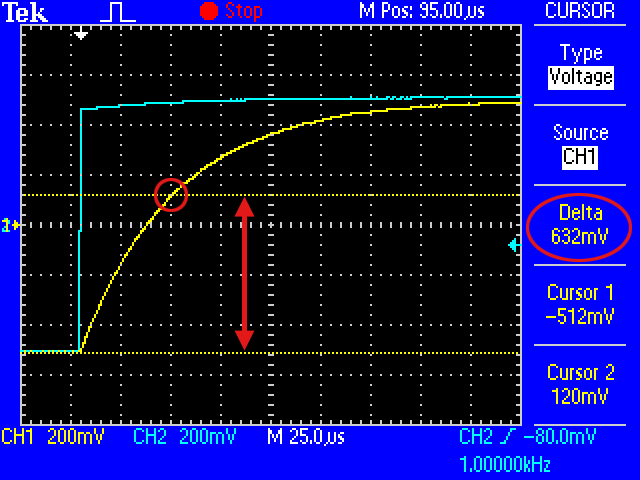 Tek Stop M Pos: 95.00µs CURSOR
Type
Voltage
Source
CH1
Delta
632mV
Cursor 1
-512mV
Cursor 2
120mV
CH1 200mV CH2 200mV M 25.0µs CH2 -80.0mV
1.00000kHz